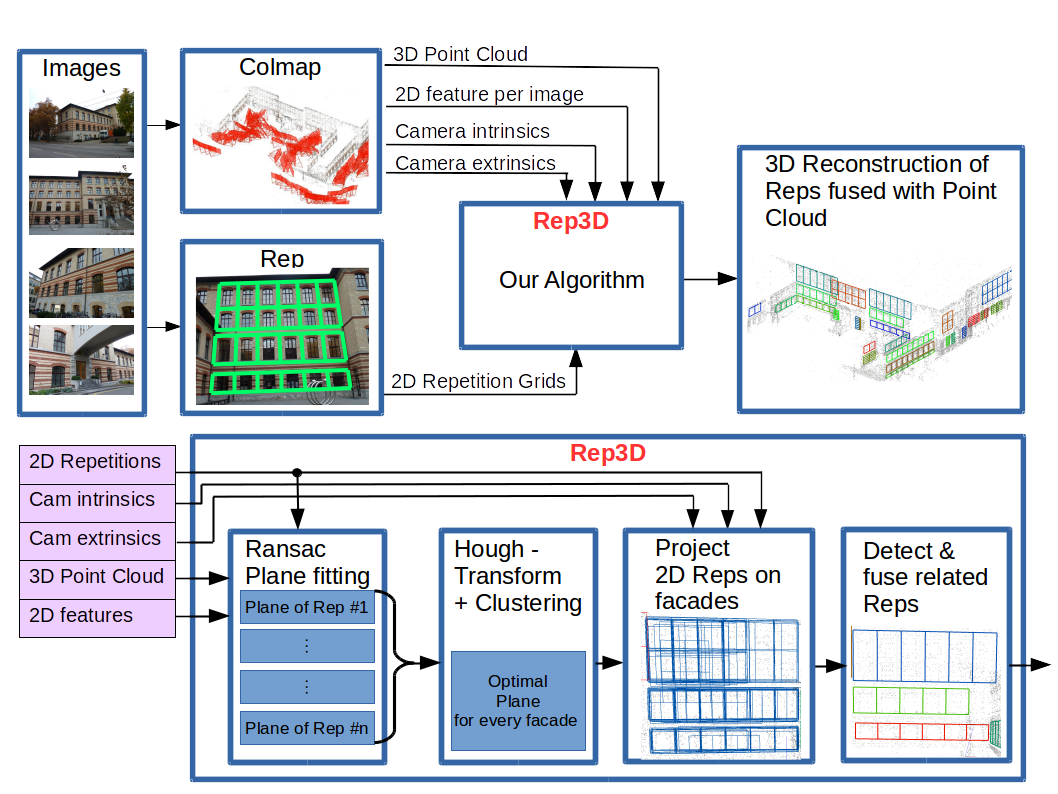 Images
Colmap
3D Point Cloud
2D feature per image
Camera intrinsics
Camera extrinsics
Rep
2D Repetition Grids
Rep3D
Our Algorithm
3D Reconstruction of
Reps fused with Point
Cloud
Rep3D
2D Repetitions
Cam intrinsics
Cam extrinsics
3D Point Cloud
2D features
Ransac
Plane fitting
Plane of Rep #1
⋮
⋮
Plane of Rep #n
Hough -
Transform
+ Clustering
Optimal
Plane
for every facade
Project
2D Reps on
facades
Detect &
fuse related
Reps